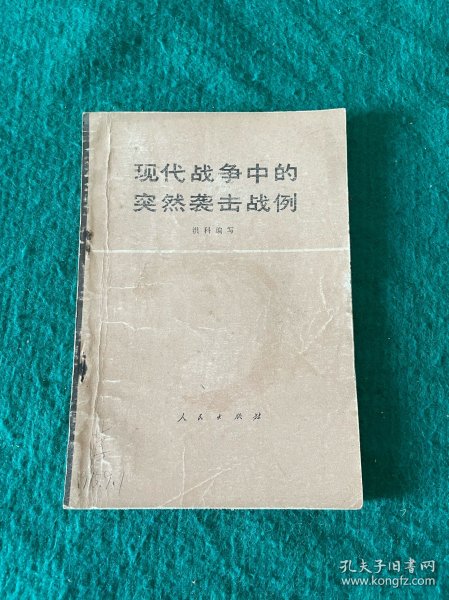 现代战争中的
突然袭击战例
洪科编写
人民出版社
孔夫子旧书网
www.kongfz.com